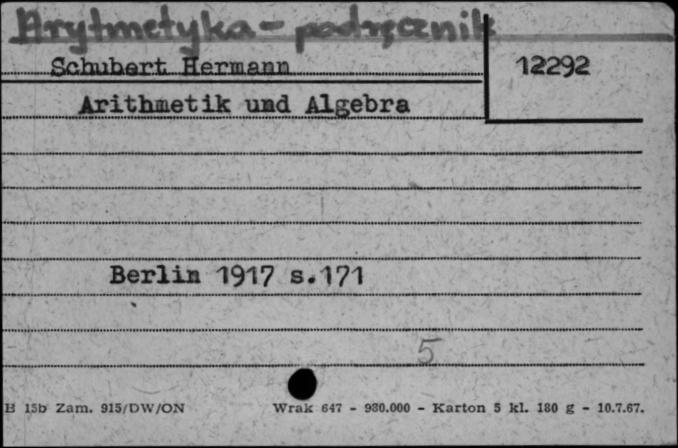 Arytmetyka - podręcznik
Schubert Hermann
12292
Arithmetik und Algebra
Berlin 1917 s.171
5
B 15b Zam. 915/DW/ON
Wrak 647 - 980.000 - Karton 5 kl. 180 g - 10.7.67.